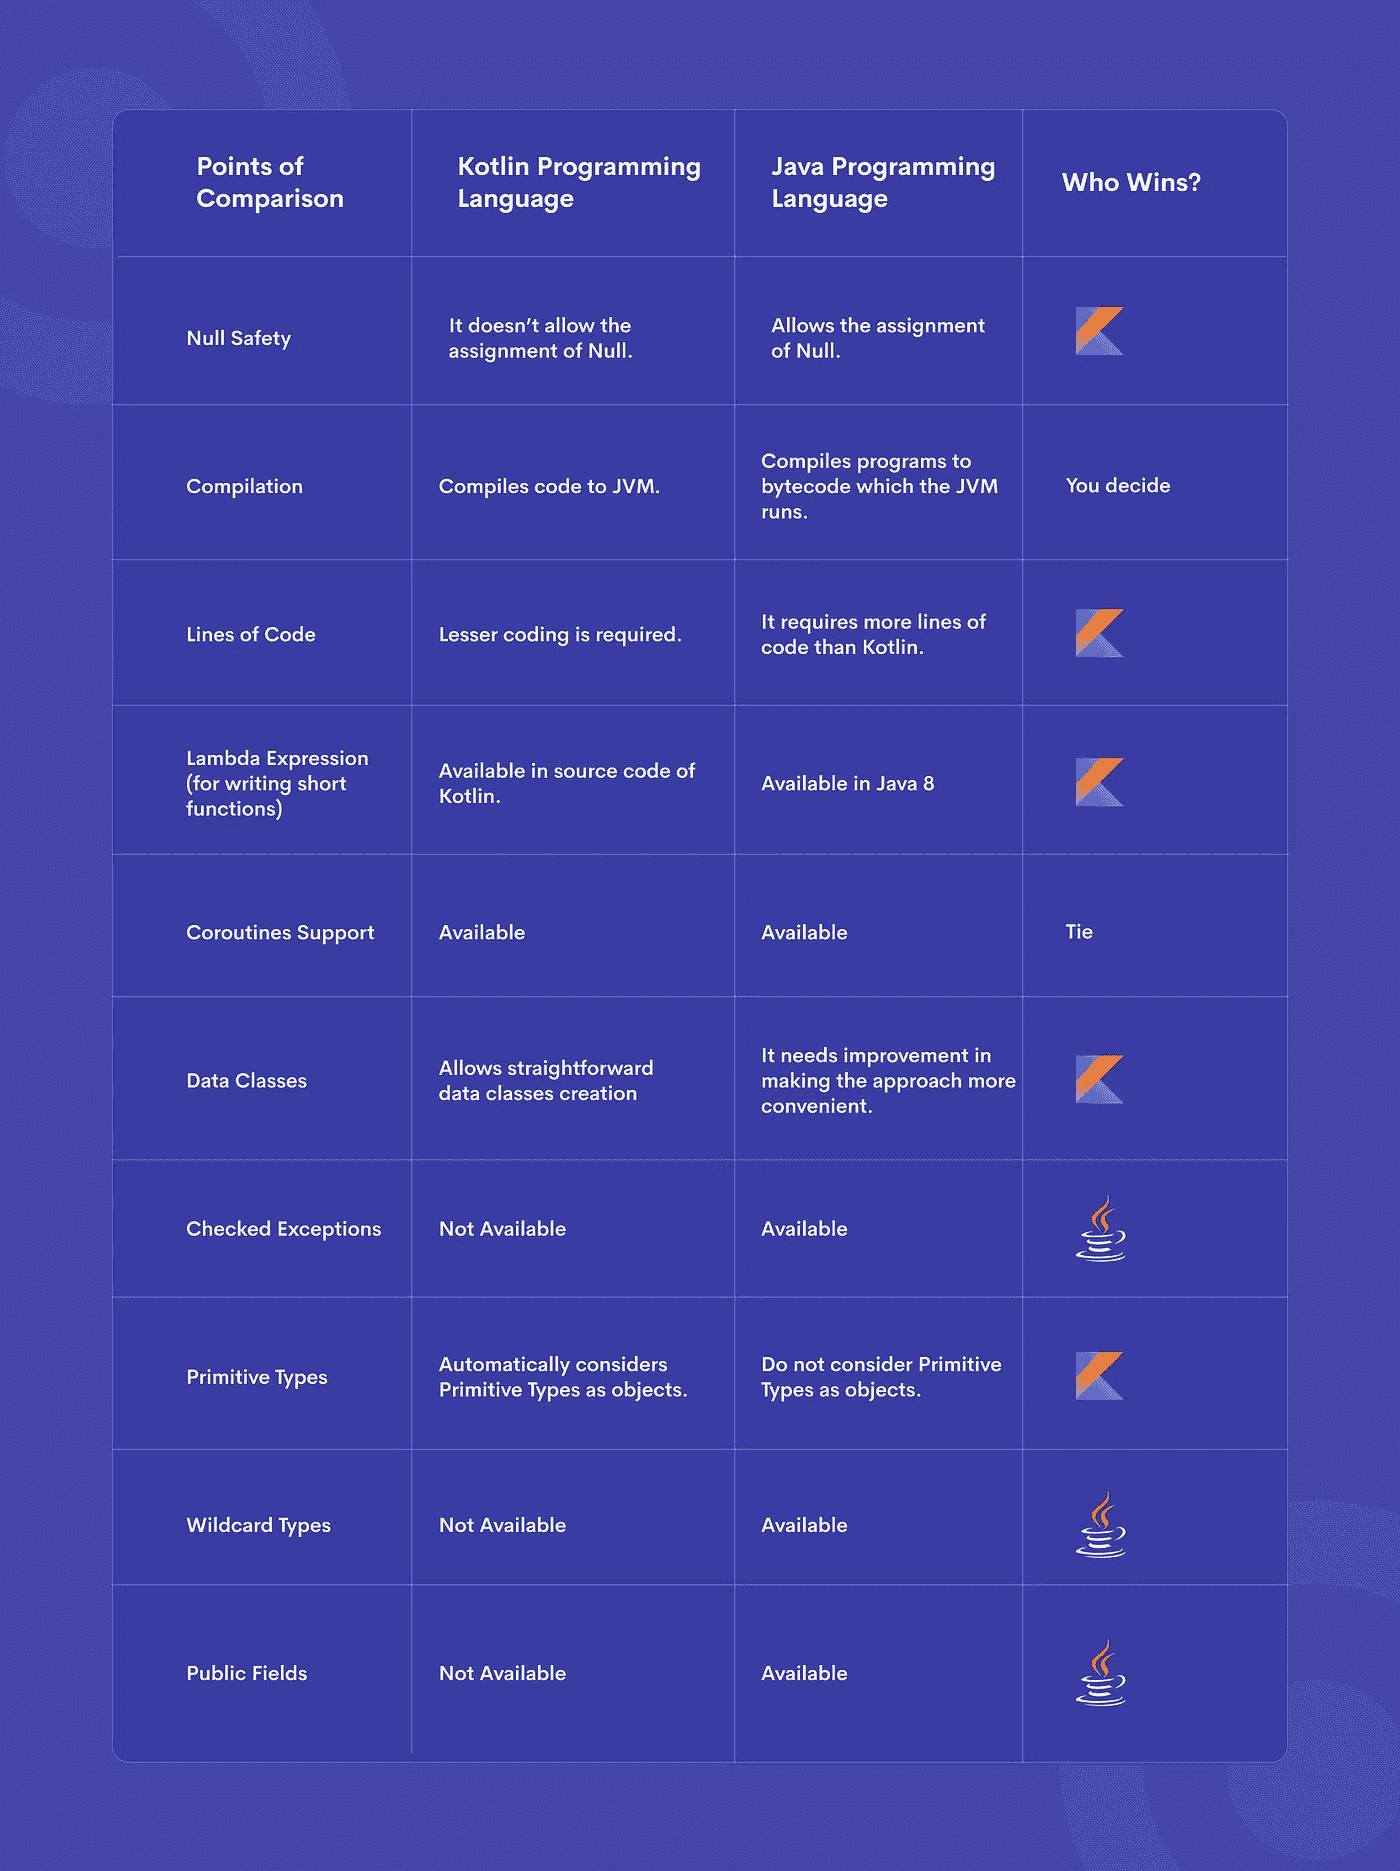 Points of
Comparison
Kotlin Programming
Language
Java Programming
Language
Who Wins?
Null Safety
It doesn’t allow the
assignment of Null.
Allows the assignment
of Null.
Compilation
Compiles code to JVM.
Compiles programs to
bytecode which the JVM
runs.
You decide
Lines of Code
Lesser coding is required.
It requires more lines of
code than Kotlin.
Lambda Expression
(for writing short
functions)
Available in source code of
Kotlin.
Available in Java 8
Coroutines Support
Available
Available
Tie
Data Classes
Allows straightforward
data classes creation
It needs improvement in
making the approach more
convenient.
Checked Exceptions
Not Available
Available
Primitive Types
Automatically considers
Primitive Types as objects.
Do not consider Primitive
Types as objects.
Wildcard Types
Not Available
Available
Public Fields
Not Available
Available